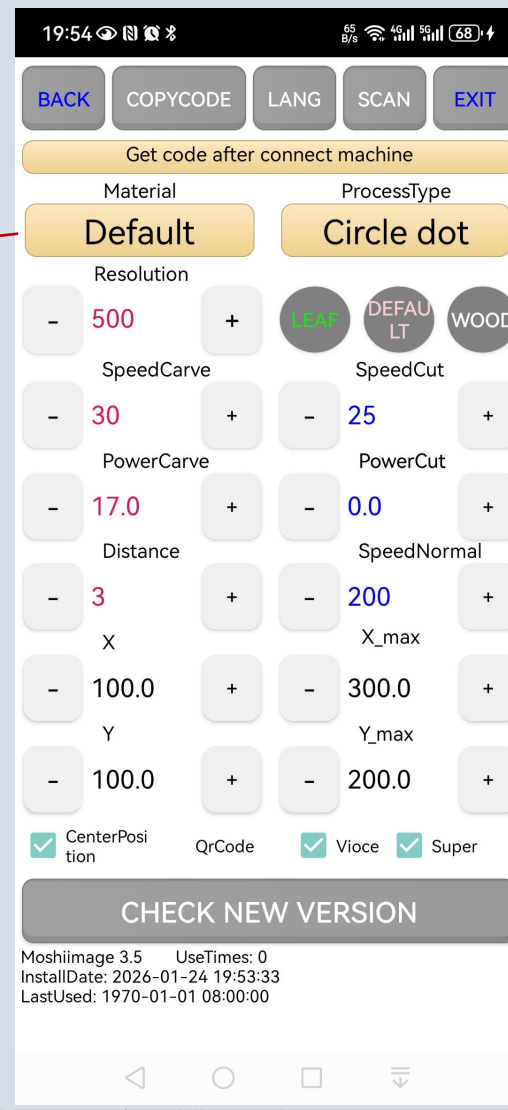 19:54 65 B/s 4G 5G 68
BACK COPYCODE LANG SCAN EXIT
Get code after connect machine
Material ProcessType
Default Circle dot
Resolution
- 500 + LEAF DEFAU
LT WOOD
SpeedCarve SpeedCut
- 30 + - 25 +
PowerCarve PowerCut
- 17.0 + - 0.0 +
Distance SpeedNormal
- 3 + - 200 +
X X_max
- 100.0 + - 300.0 +
Y Y_max
- 100.0 + - 200.0 +
CenterPosi
tion QrCode Vioce Super
CHECK NEW VERSION
Moshiimage 3.5 UseTimes: 0
InstallDate: 2026-01-24 19:53:33
LastUsed: 1970-01-01 08:00:00